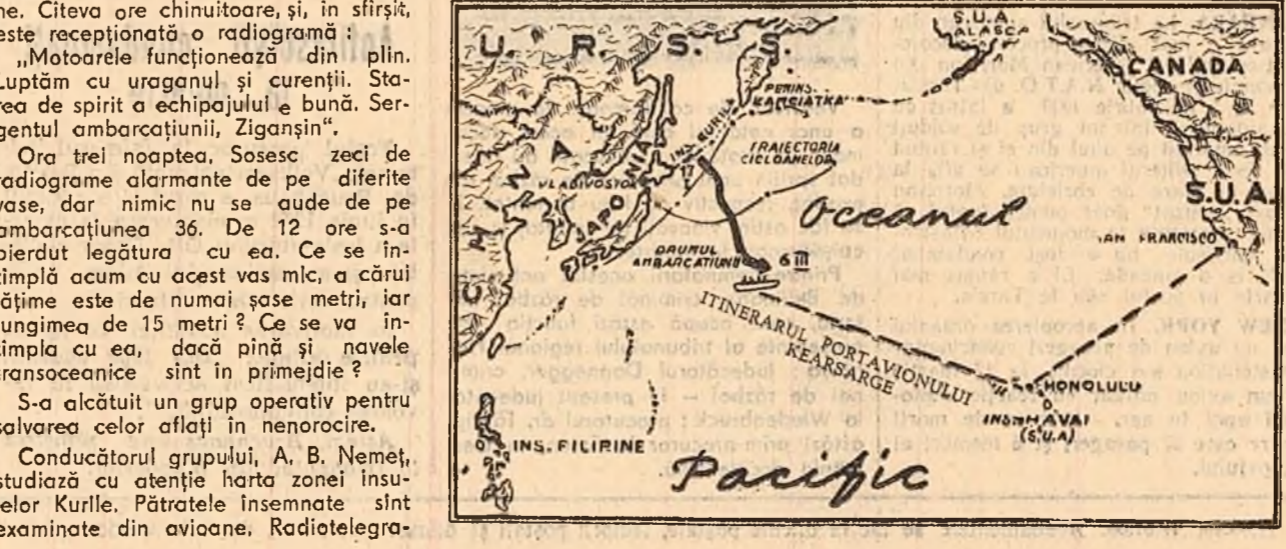 ne. Citeva ore chinuitoare, și, în sfîrșit,
este recepționată o radiogramă :
„Motoarele funcționează din plin.
Luptăm cu uraganul și curenții. Sta-
rea de spirit a echipajului e bună. Ser-
gentul ambarcațiunii, Ziganșin“.
Ora trei noaptea, Sosesc zeci de
radiograme alarmante de pe diferite
vase, dar nimic nu se aude de pe
ambarcațiunea 36. De 12 ore s-a
pierdut legătura cu ea. Ce se în-
tîmplă acum cu acest vas mic, a cărui
lățime este de numai șase metri, iar
lungimea de 15 metri ? Ce se va în-
tîmpla cu ea, dacă pînă și navele
transoceanice sînt în primejdie ?
S-a alcătuit un grup operativ pentru
salvarea celor aflați în nenorocire.
Conducătorul grupului, A. B. Nemeț,
studiază cu atenție harta zonei insu-
lelor Kurile. Pătratele însemnate sînt
examinate din avioane. Radiotelegra-
U. R. S. S.
S.U.A
ALASCA
CANADA
PENINS.
KAMCIATKA
INS. KURILE
TRAIECTORIA
CICLOANELOR
CHINA
VLADIVOSTOK
JAPONIA
17
I
Oceanul
S.U.A.
SAN FRANCISCO
DRUMUL
AMBARCAȚIUNII
6 III
ITINERARUL PORTAVIONULUI
KEARSARGE
HONOLULU
INS. HAVAI
(S.U.A)
INS. FILIPINE
Pacific